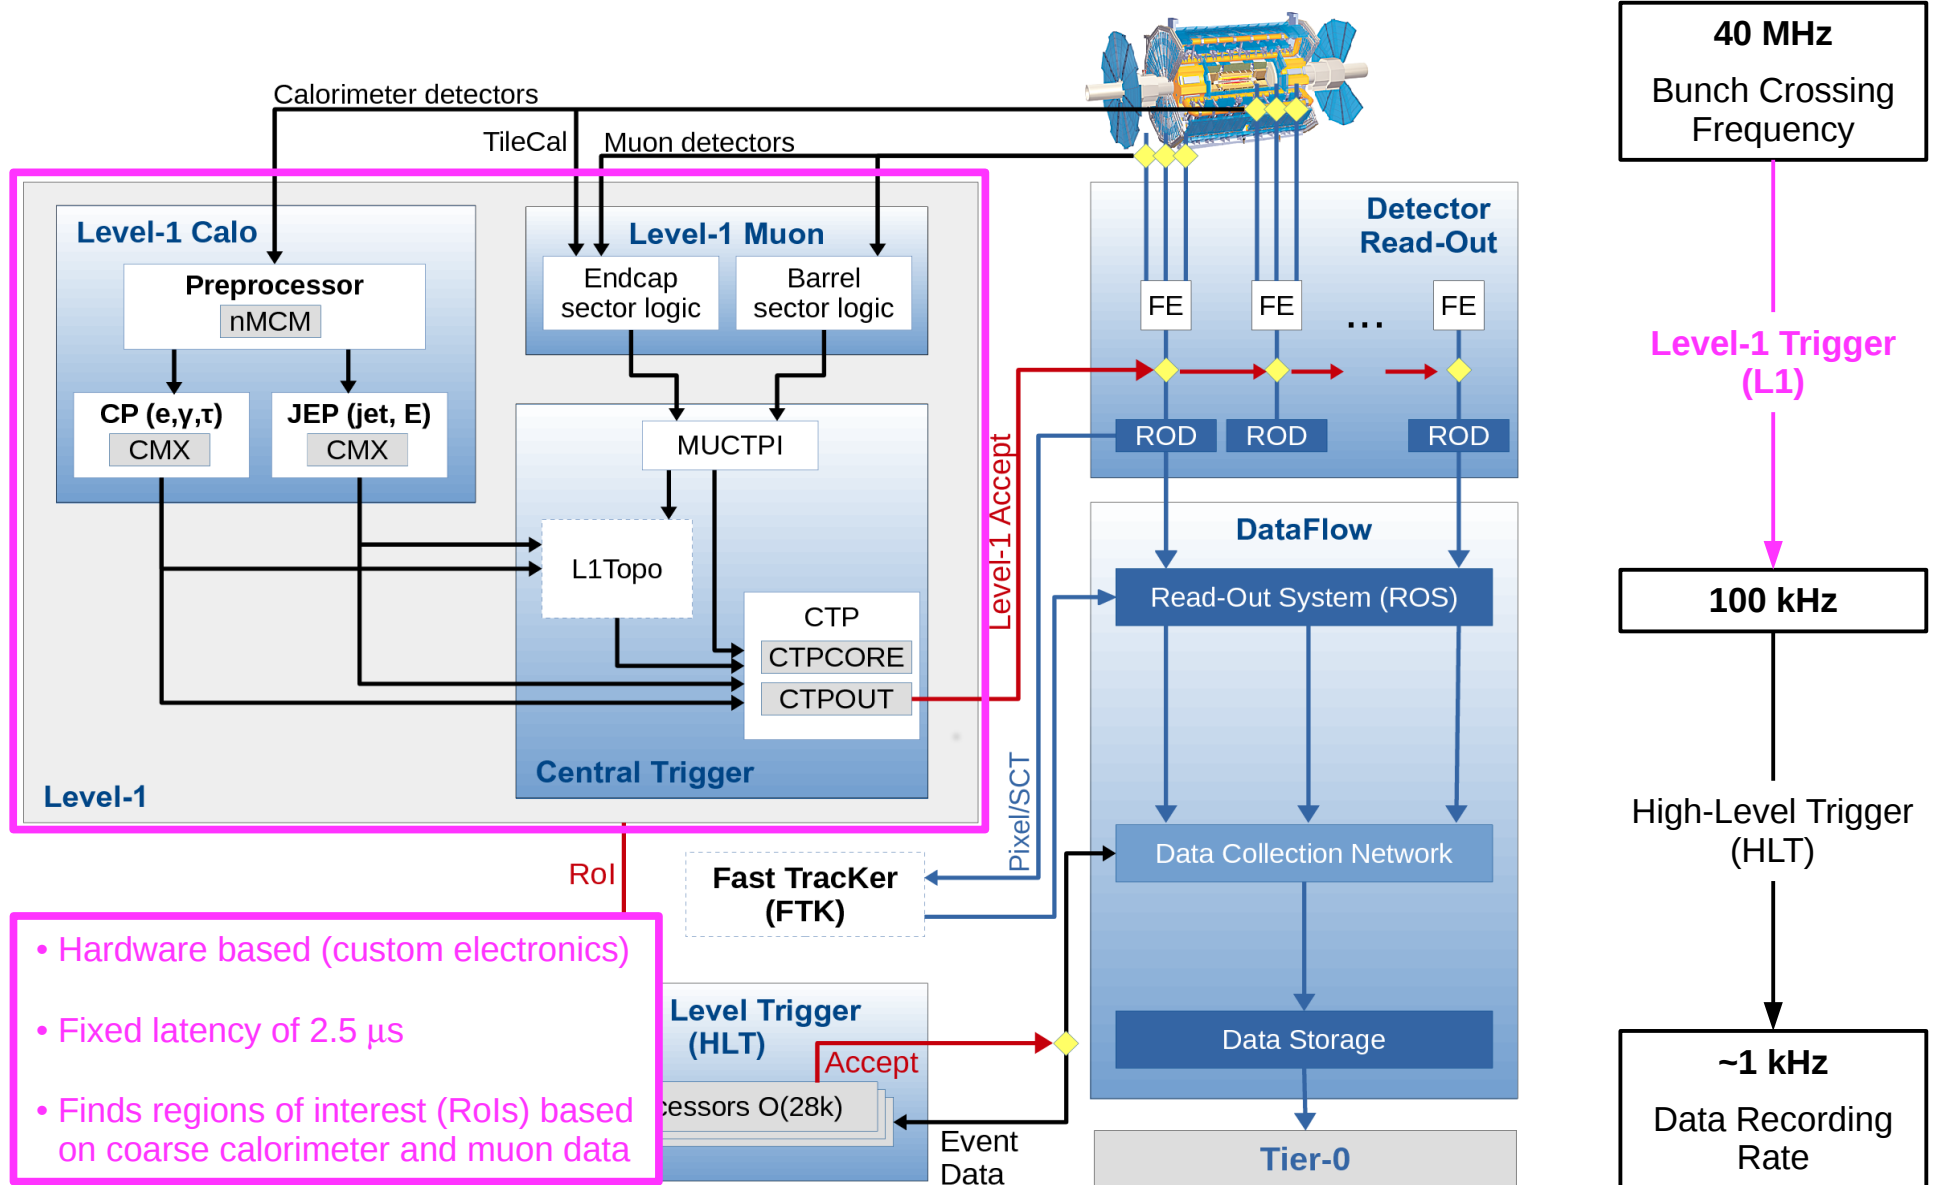 Calorimeter detectors
TileCal
Muon detectors
Level-1 Calo
Preprocessor
nMCM
CP (e,γ,τ)
CMX
JEP (jet, E)
CMX
Level-1 Muon
Endcap
sector logic
Barrel
sector logic
MUCTPI
L1Topo
CTP
CTPCORE
CTPOUT
Central Trigger
Level-1
Level-1 Accept
Detector
Read-Out
FE
FE
...
FE
ROD
ROD
ROD
DataFlow
Read-Out System (ROS)
Data Collection Network
Data Storage
Tier-0
Pixel/SCT
RoI
Fast TracKer
(FTK)
Level Trigger
(HLT)
Accept
cessors O(28k)
Event
Data
• Hardware based (custom electronics)
• Fixed latency of 2.5 μs
• Finds regions of interest (RoIs) based
on coarse calorimeter and muon data
40 MHz
Bunch Crossing
Frequency
Level-1 Trigger
(L1)
100 kHz
High-Level Trigger
(HLT)
~1 kHz
Data Recording
Rate